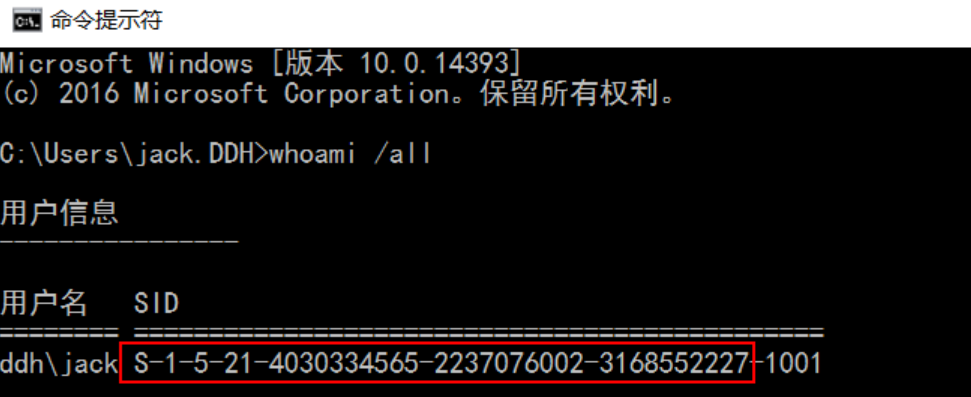 命令提示符
Microsoft Windows [版本 10.0.14393]
(c) 2016 Microsoft Corporation。保留所有权利。
C:\Users\jack.DDH>whoami /all
用户信息
----------------
用户名   SID
======== ==============================================
ddh\jack S-1-5-21-4030334565-2237076002-3168552227-1001